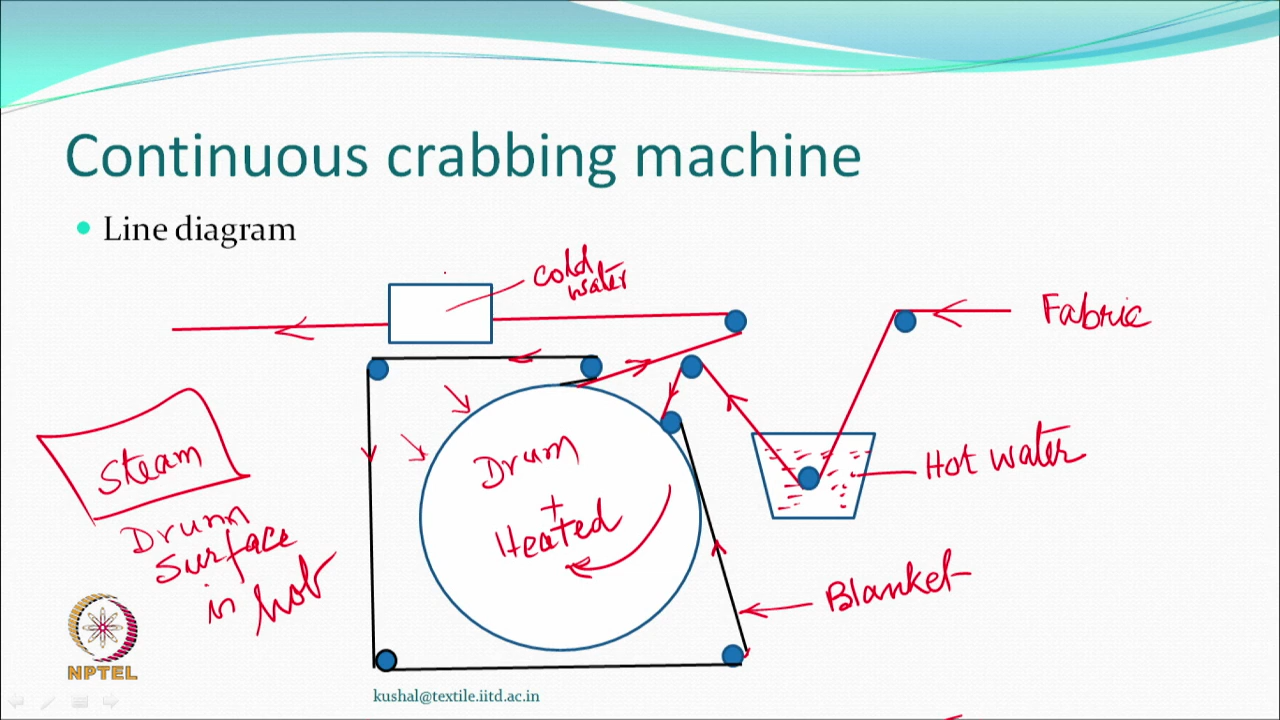 Continuous crabbing machine
Line diagram
cold
water
Fabric
Hot water
Steam
Drum
+
Heated
Drum
surface
is hot
Blanket
NPTEL
kushal@textile.iitd.ac.in